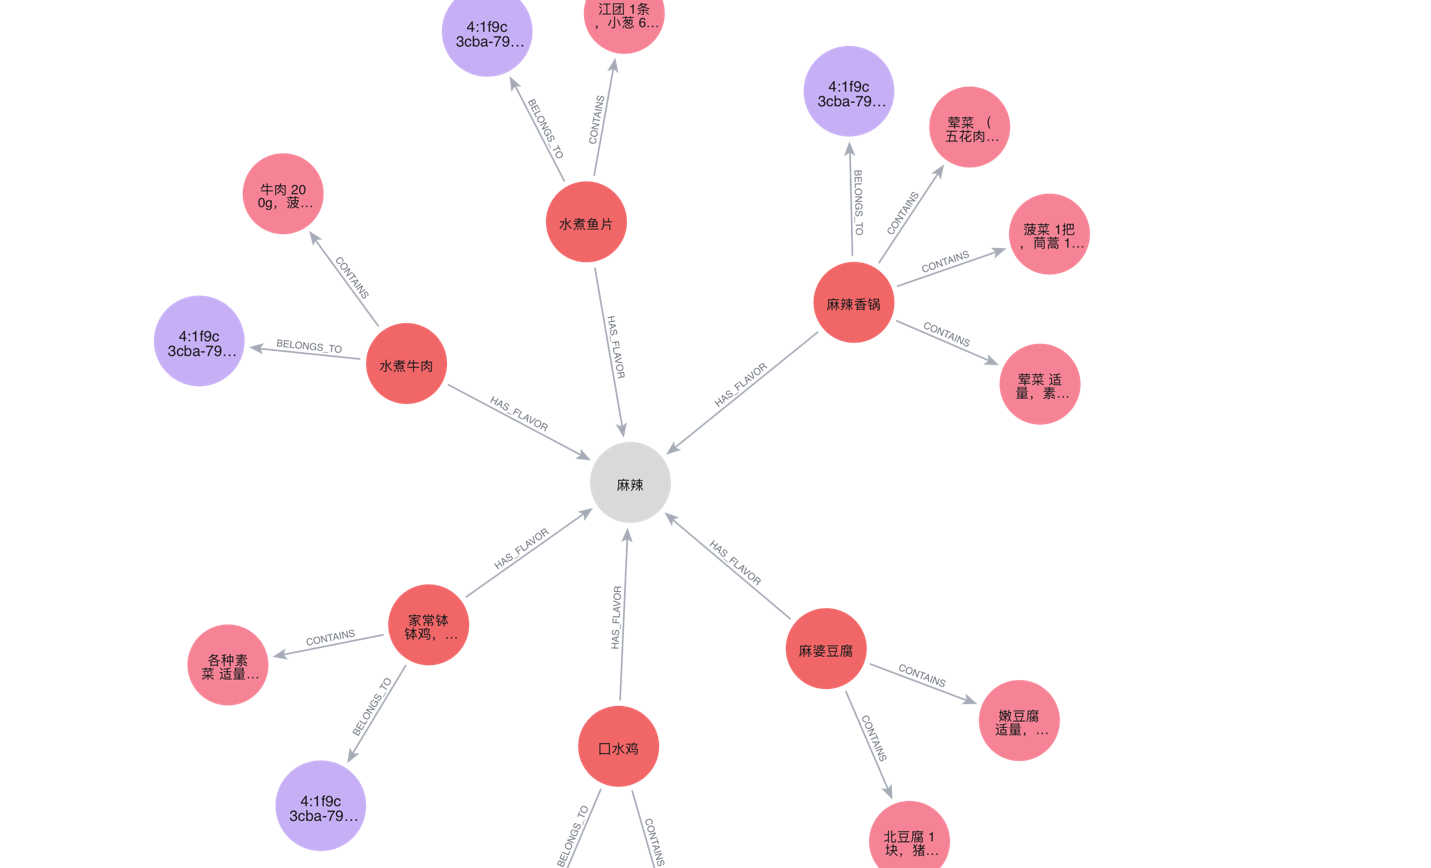 4:1f9c
3cba-79…
江团 1条
，小葱 6…
BELONGS_TO
CONTAINS
4:1f9c
3cba-79…
荤菜 （
五花肉…
BELONGS_TO
CONTAINS
牛肉 20
0g，菠…
水煮鱼片
菠菜 1把
，茼蒿 1…
CONTAINS
CONTAINS
麻辣香锅
4:1f9c
3cba-79…
BELONGS_TO
水煮牛肉
HAS_FLAVOR
CONTAINS
荤菜 适
量，素…
HAS_FLAVOR
HAS_FLAVOR
麻辣
HAS_FLAVOR
HAS_FLAVOR
HAS_FLAVOR
家常钵
钵鸡，…
CONTAINS
各种素
菜 适量…
BELONGS_TO
麻婆豆腐
CONTAINS
嫩豆腐
适量，…
CONTAINS
口水鸡
4:1f9c
3cba-79…
BELONGS_TO
CONTAINS
北豆腐 1
块，猪…